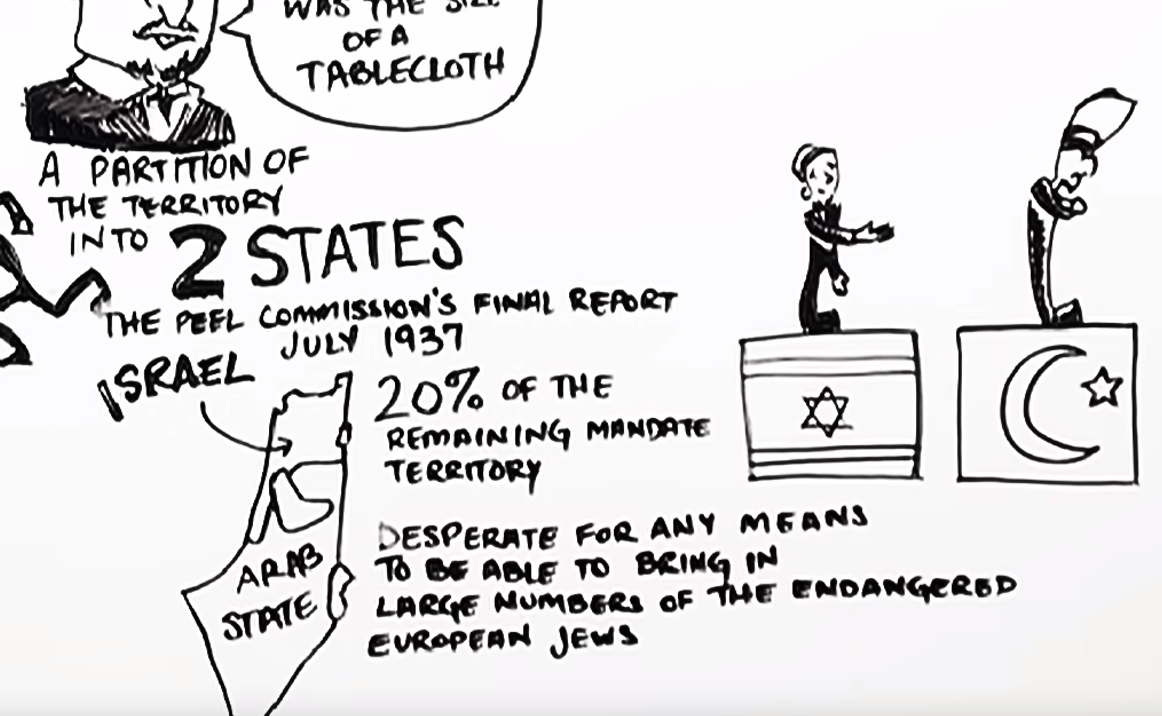 WAS THE SIZE
OF A
TABLECLOTH
A PARTITION OF
THE TERRITORY
INTO 2 STATES
THE PEEL COMMISSION'S FINAL REPORT
JULY 1937
ISRAEL
20% OF THE
REMAINING MANDATE
TERRITORY
ARAB
STATE
DESPERATE FOR ANY MEANS
TO BE ABLE TO BRING IN
LARGE NUMBERS OF THE ENDANGERED
EUROPEAN JEWS